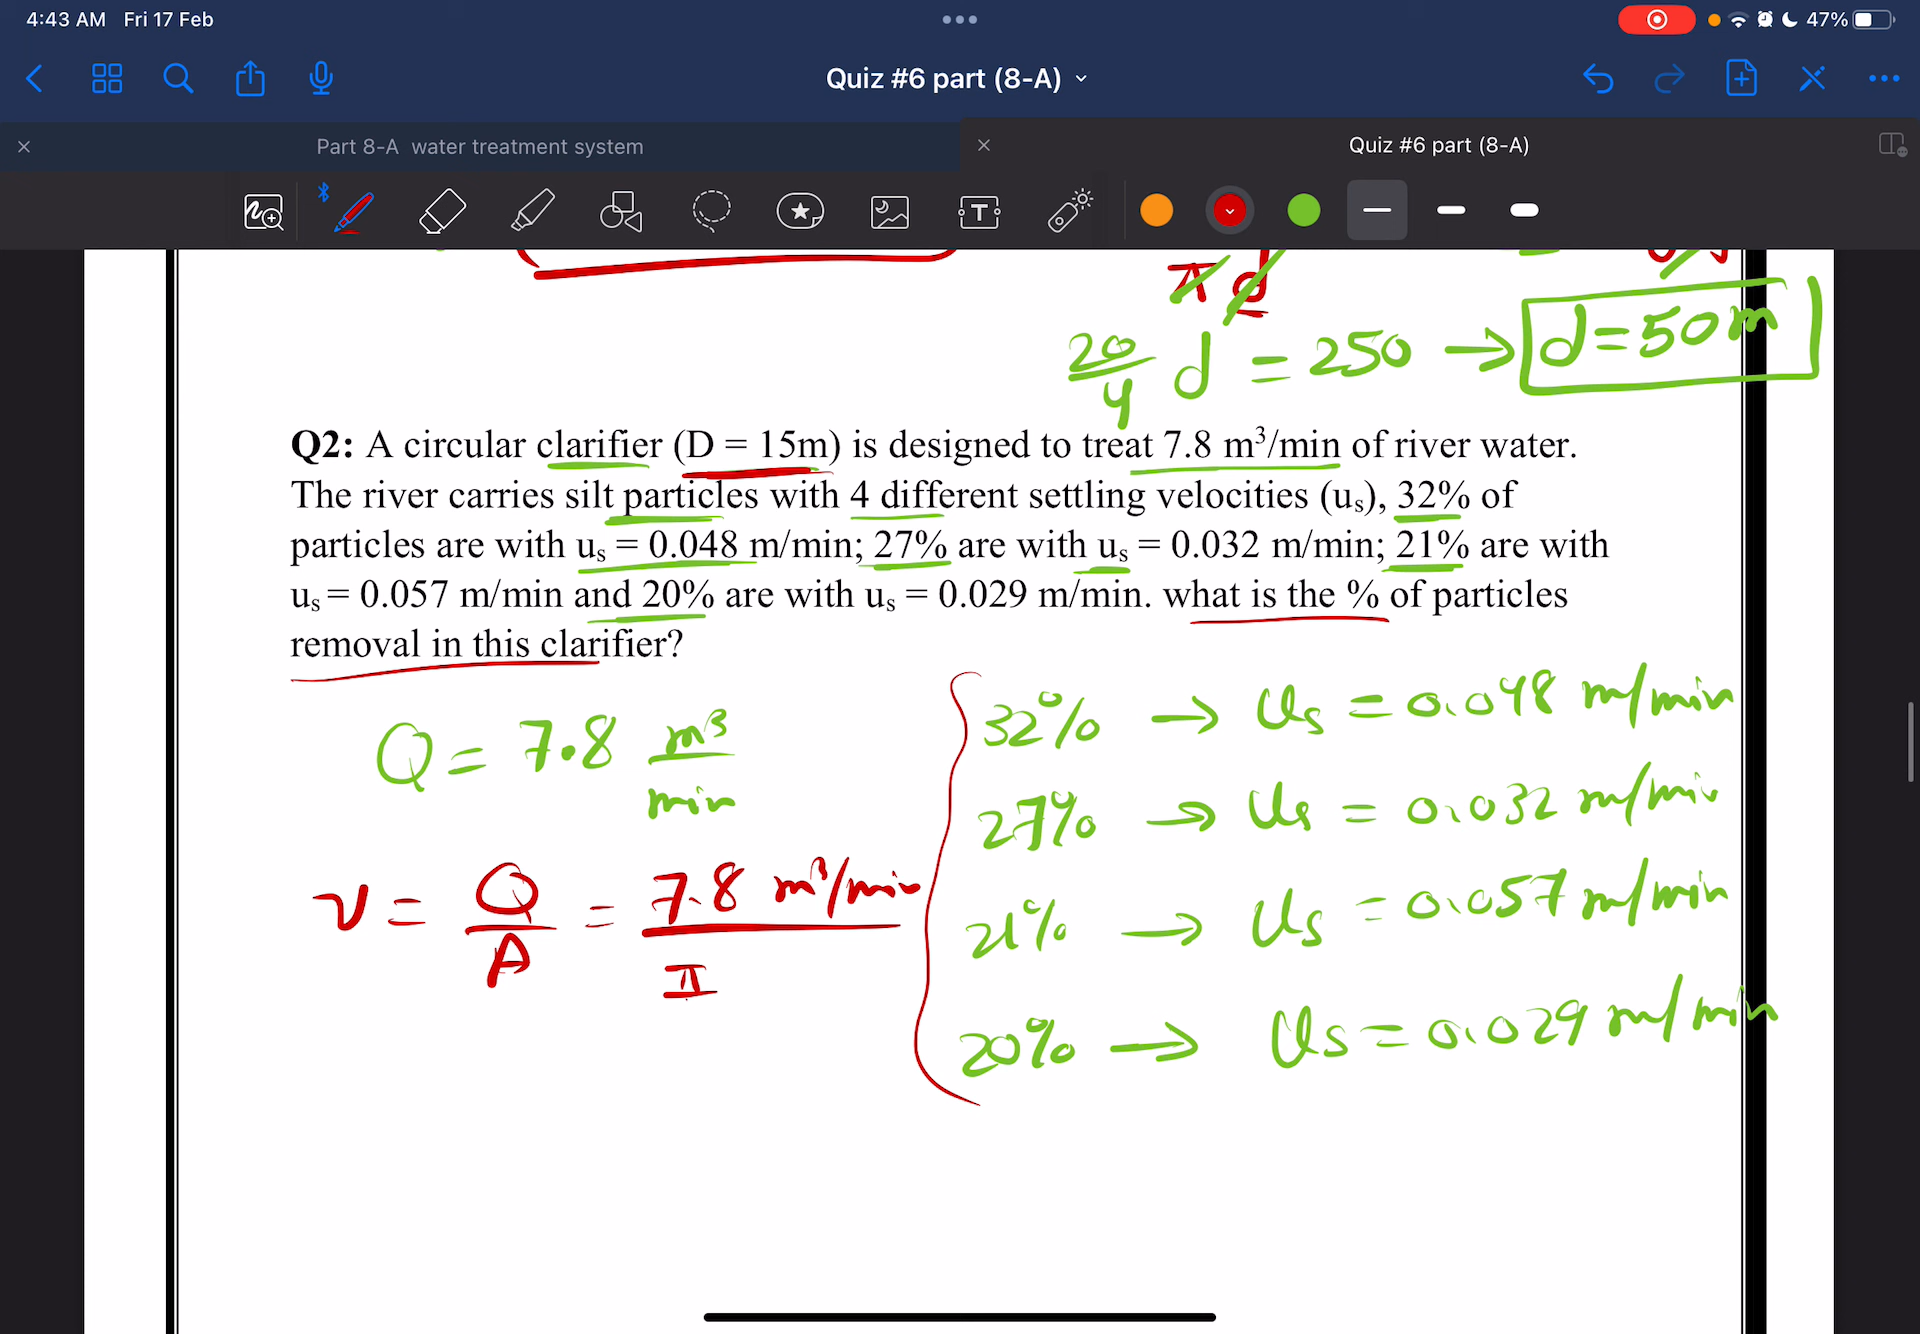 4:43 AM Fri 17 Feb
47%
Quiz #6 part (8-A)
Part 8-A water treatment system
Quiz #6 part (8-A)
π d
20/4 d = 250 → d = 50 m
Q2: A circular clarifier (D = 15m) is designed to treat 7.8 m³/min of river water.
The river carries silt particles with 4 different settling velocities (uₛ), 32% of
particles are with uₛ = 0.048 m/min; 27% are with uₛ = 0.032 m/min; 21% are with
uₛ = 0.057 m/min and 20% are with uₛ = 0.029 m/min. what is the % of particles
removal in this clarifier?
Q = 7.8 m³/min
32% → Us = 0.048 m/min
27% → Us = 0.032 m/min
v = Q/A = 7.8 m³/min / π
21% → Us = 0.057 m/min
20% → Us = 0.029 m/min